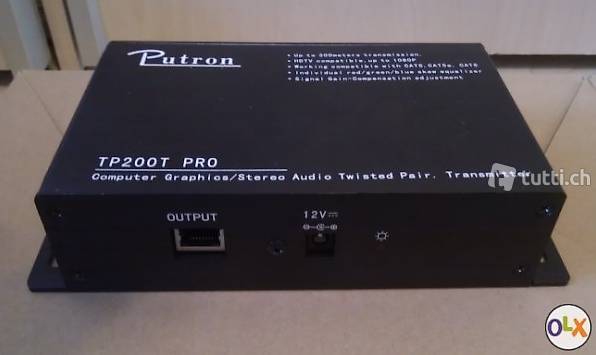 Putron
• Up to 300meters transmission.
• HDTV compatible,up to 1080P
• Working compatible with CAT5,CAT5e, CAT6
• Individual red/green/blue skew equalizer
• Signal Gain-Compensation adjustment
TP200T PRO
Computer Graphics/Stereo Audio Twisted Pair. Transmitter
tutti.ch
OUTPUT
12V
OLX